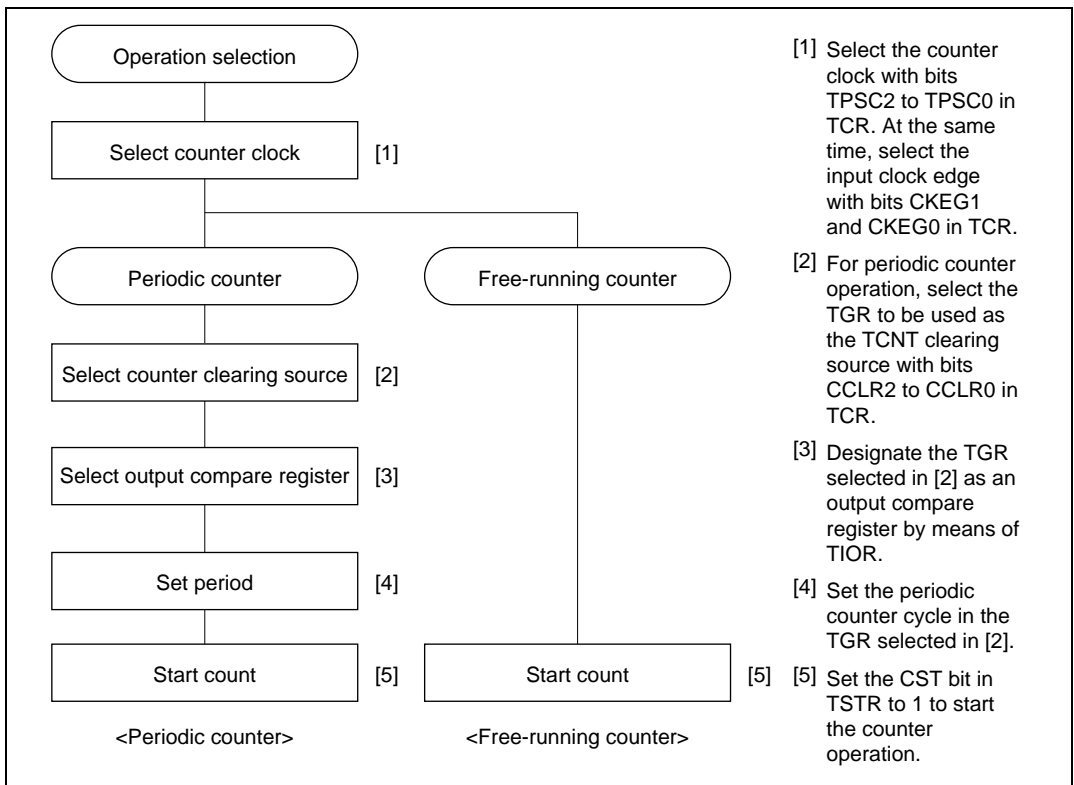 Operation selection
Select counter clock [1]
Periodic counter
Free-running counter
Select counter clearing source [2]
Select output compare register [3]
Set period [4]
Start count [5]
Start count [5]
<Periodic counter>
<Free-running counter>
[1] Select the counter
clock with bits
TPSC2 to TPSC0 in
TCR. At the same
time, select the
input clock edge
with bits CKEG1
and CKEG0 in TCR.
[2] For periodic counter
operation, select the
TGR to be used as
the TCNT clearing
source with bits
CCLR2 to CCLR0 in
TCR.
[3] Designate the TGR
selected in [2] as an
output compare
register by means of
TIOR.
[4] Set the periodic
counter cycle in the
TGR selected in [2].
[5] Set the CST bit in
TSTR to 1 to start
the counter
operation.